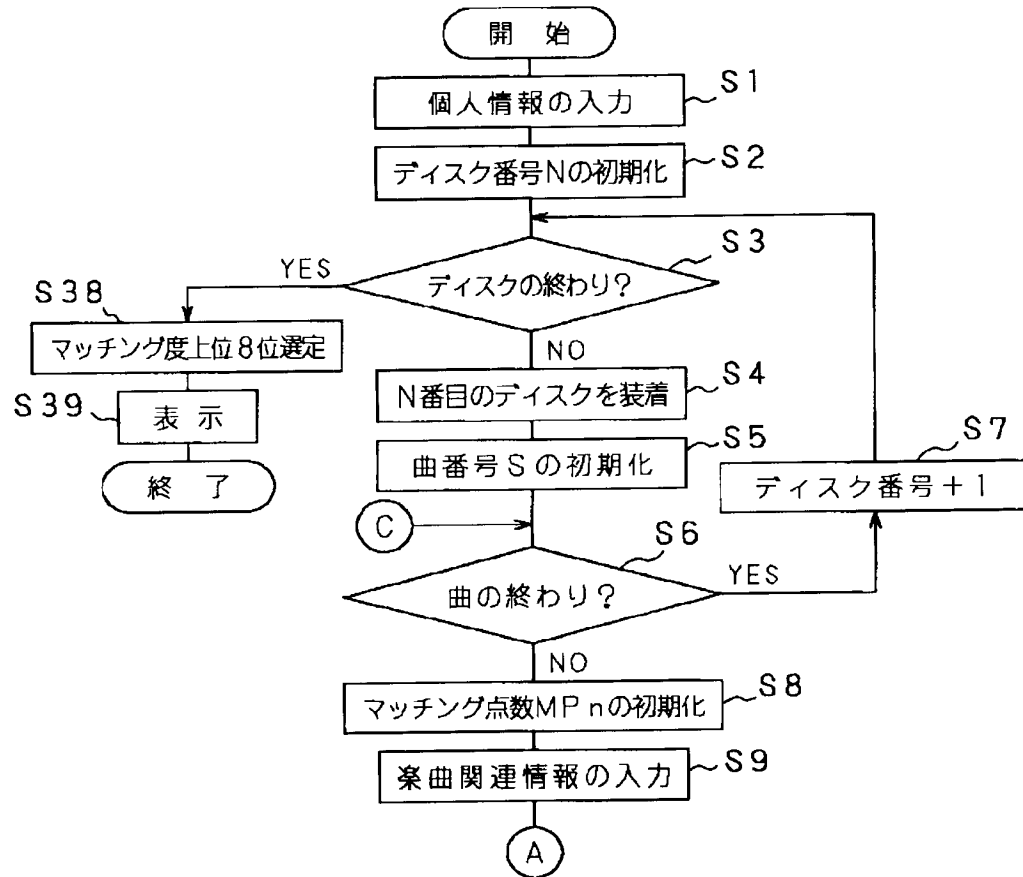 開 始
個人情報の入力
S1
ディスク番号Nの初期化
S2
ディスクの終わり?
S3
YES
NO
S38
マッチング度上位8位選定
S39
表 示
終 了
N番目のディスクを装着
S4
曲番号Sの初期化
S5
S7
ディスク番号+1
C
曲の終わり?
S6
YES
NO
マッチング点数MPnの初期化
S8
楽曲関連情報の入力
S9
A